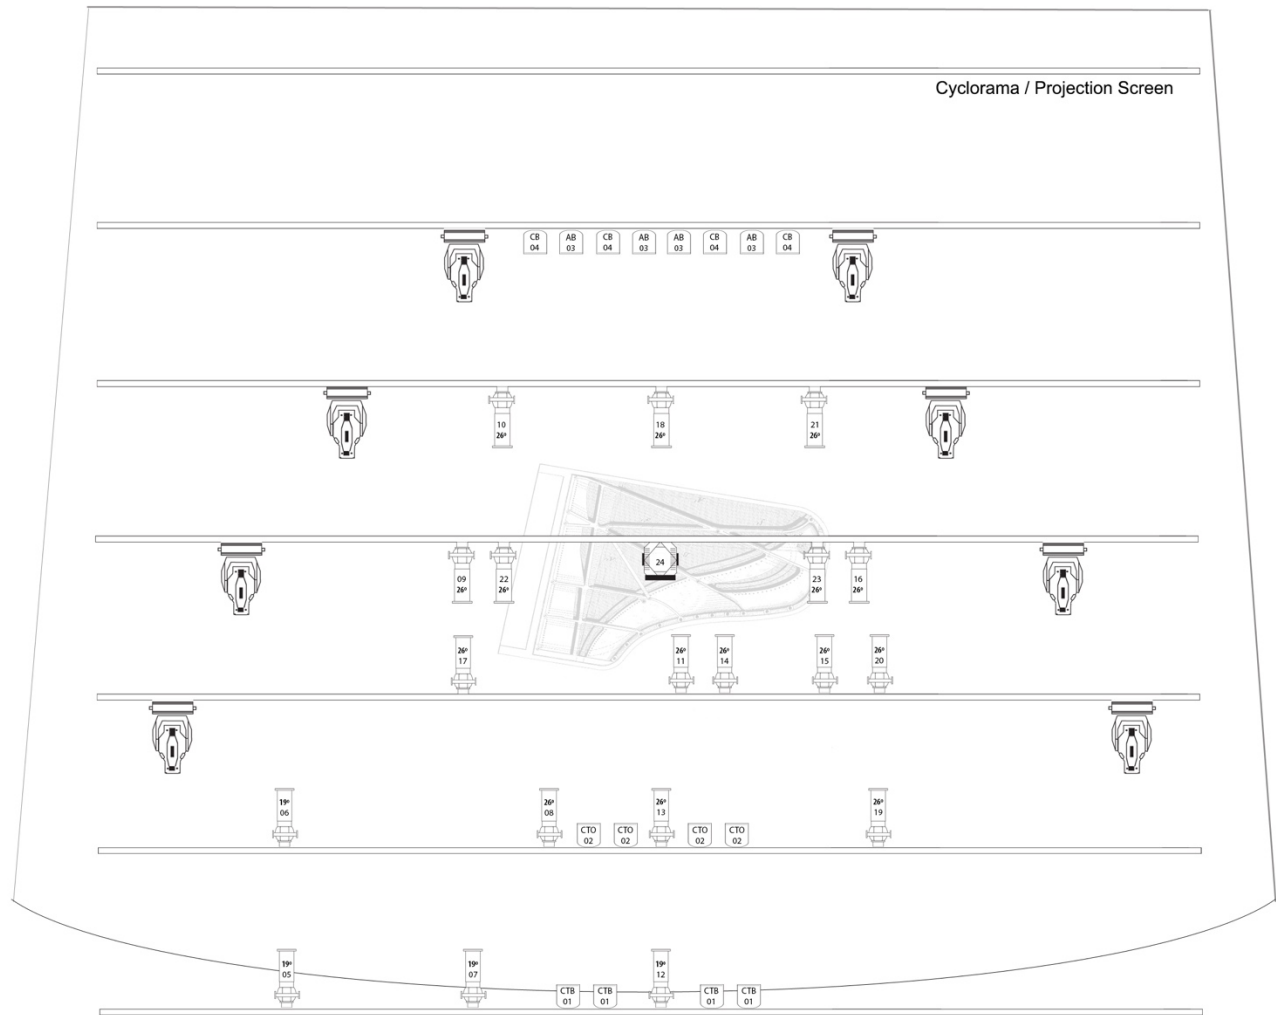 Cyclorama / Projection Screen
CB AB CB AB AB CB AB CB
04 03 04 03 03 04 03 04
10 18 21
26º 26º 26º
24
09 22 23 16
26º 26º 26º 26º
26º 26º 26º 26º 26º
17 11 14 15 20
19º 26º 26º 26º
06 08 13 19
CTO CTO CTO CTO
02 02 02 02
19º 19º 19º
05 07 12
CTB CTB CTB CTB
01 01 01 01